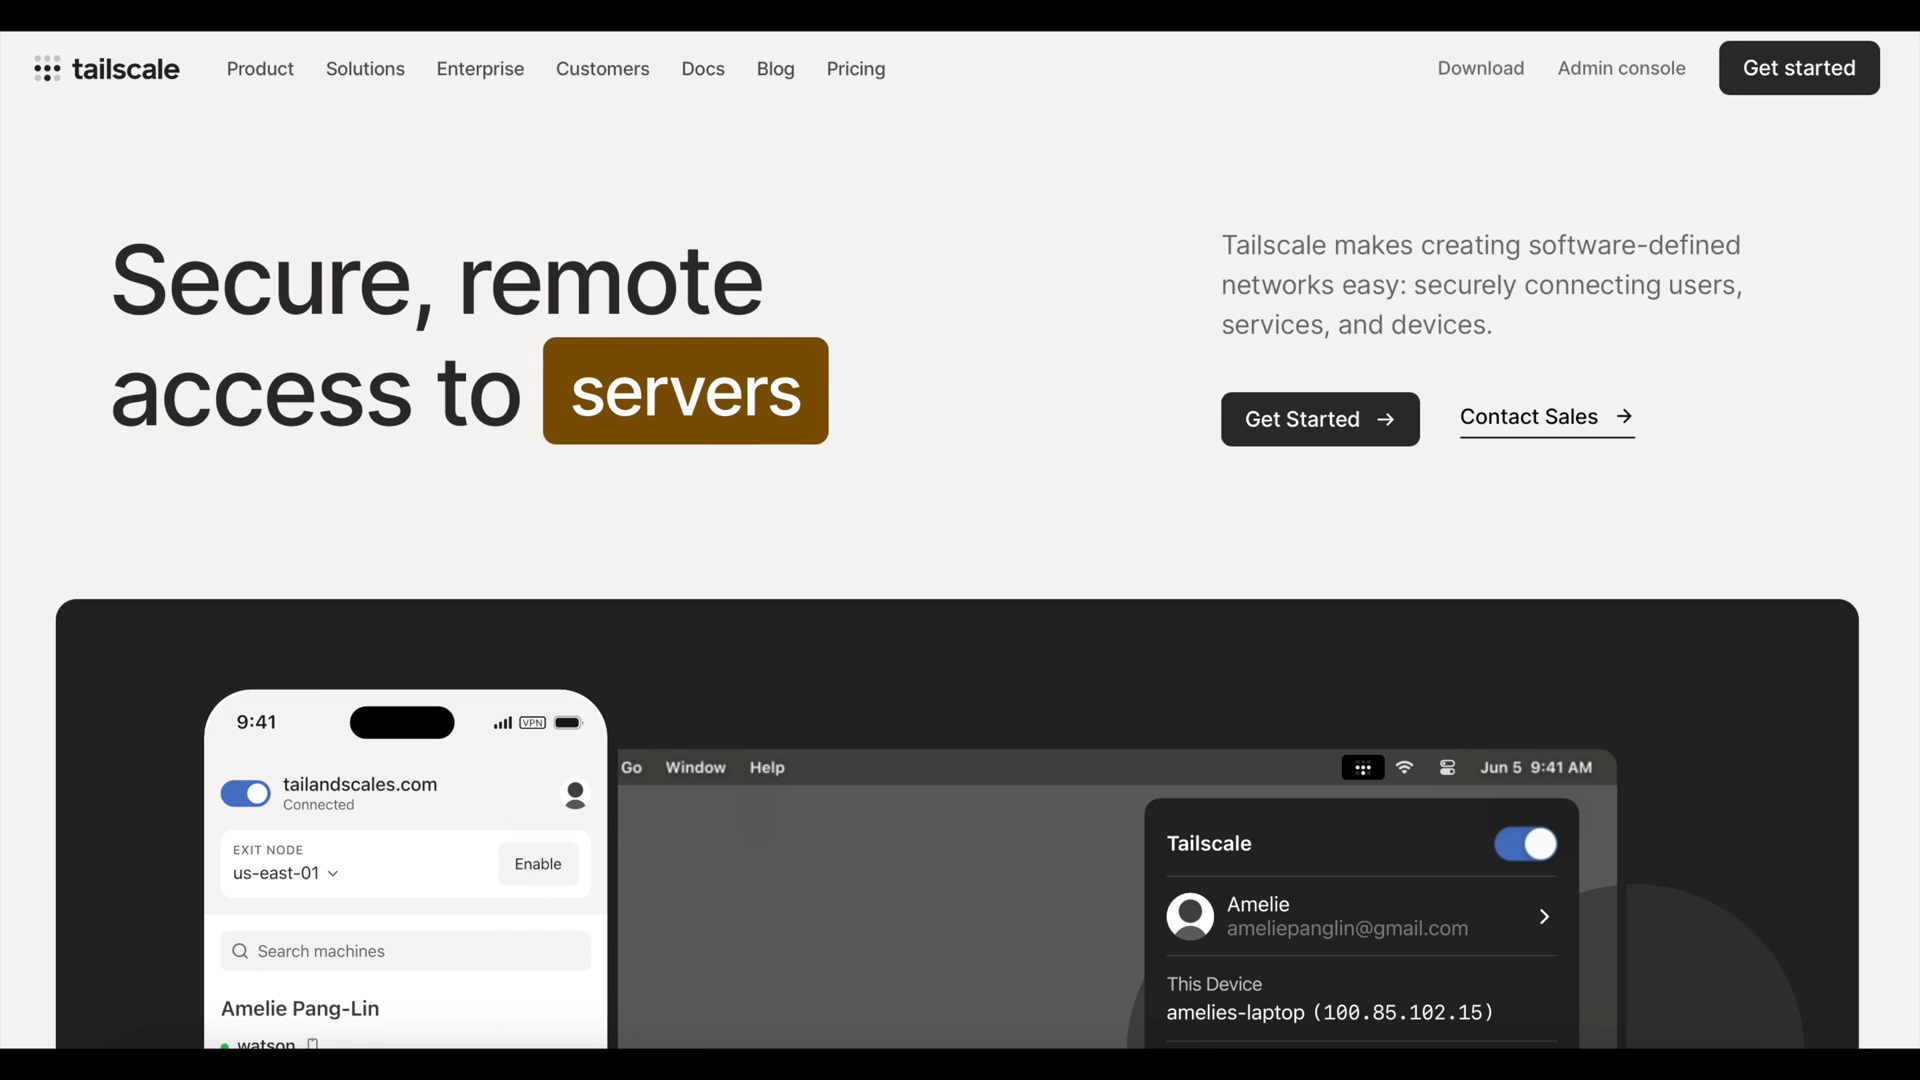 tailscale
Product
Solutions
Enterprise
Customers
Docs
Blog
Pricing
Download
Admin console
Get started
Secure, remote
access to servers
Tailscale makes creating software-defined
networks easy: securely connecting users,
services, and devices.
Get Started →
Contact Sales →
9:41
VPN
tailandscales.com
Connected
EXIT NODE
us-east-01
Enable
Search machines
Amelie Pang-Lin
watson
Go
Window
Help
Jun 5 9:41 AM
Tailscale
Amelie
ameliepanglin@gmail.com
This Device
amelies-laptop (100.85.102.15)